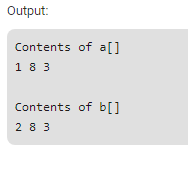 Output:
Contents of a[]
1 8 3
Contents of b[]
2 8 3